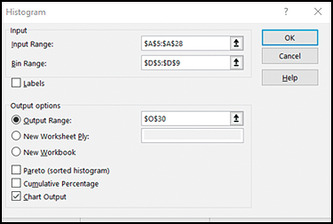 Histogram ? ×
Input
Input Range: $A$5:$A$28 OK
Bin Range: $D$5:$D$9 Cancel
Labels Help
Output options
Output Range: $O$30
New Worksheet Ply:
New Workbook
Pareto (sorted histogram)
Cumulative Percentage
Chart Output